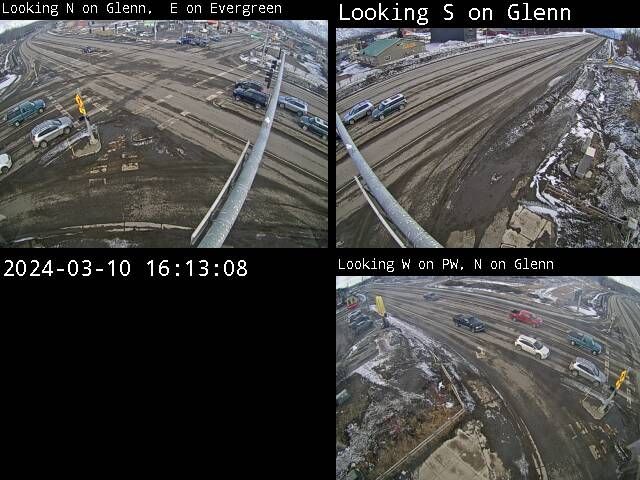 Looking N on Glenn,  E on Evergreen
Looking S on Glenn
2024-03-10 16:13:08
Looking W on PW, N on Glenn